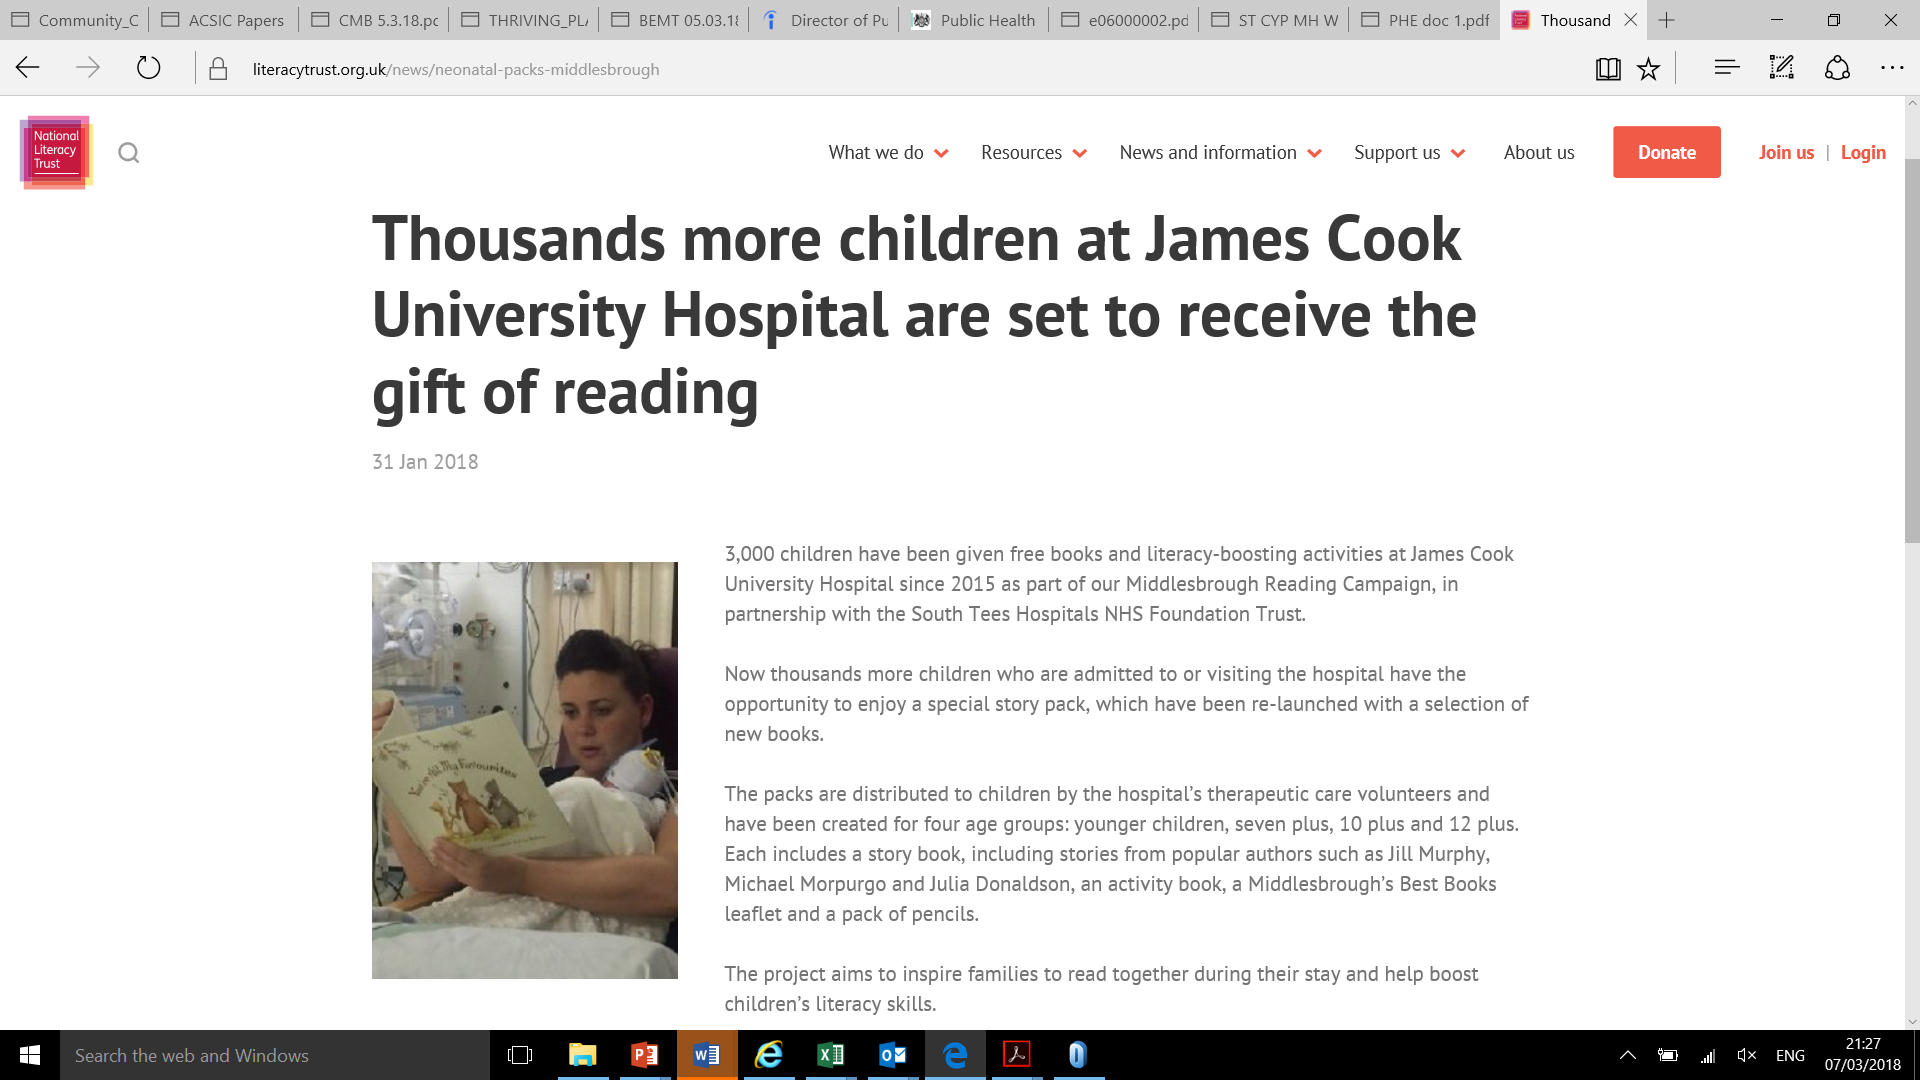 Community_C
ACSIC Papers
CMB 5.3.18.pc
THRIVING_PLA
BEMT 05.03.18
Director of Pu
Public Health
e06000002.pd
ST CYP MH W
PHE doc 1.pdf
Thousand
literacytrust.org.uk/news/neonatal-packs-middlesbrough
National
Literacy
Trust
What we do
Resources
News and information
Support us
About us
Donate
Join us | Login
Thousands more children at James Cook
University Hospital are set to receive the
gift of reading
31 Jan 2018
You're All My Favourites
3,000 children have been given free books and literacy-boosting activities at James Cook
University Hospital since 2015 as part of our Middlesbrough Reading Campaign, in
partnership with the South Tees Hospitals NHS Foundation Trust.
Now thousands more children who are admitted to or visiting the hospital have the
opportunity to enjoy a special story pack, which have been re-launched with a selection of
new books.
The packs are distributed to children by the hospital’s therapeutic care volunteers and
have been created for four age groups: younger children, seven plus, 10 plus and 12 plus.
Each includes a story book, including stories from popular authors such as Jill Murphy,
Michael Morpurgo and Julia Donaldson, an activity book, a Middlesbrough’s Best Books
leaflet and a pack of pencils.
The project aims to inspire families to read together during their stay and help boost
children’s literacy skills.
Search the web and Windows
ENG
21:27
07/03/2018